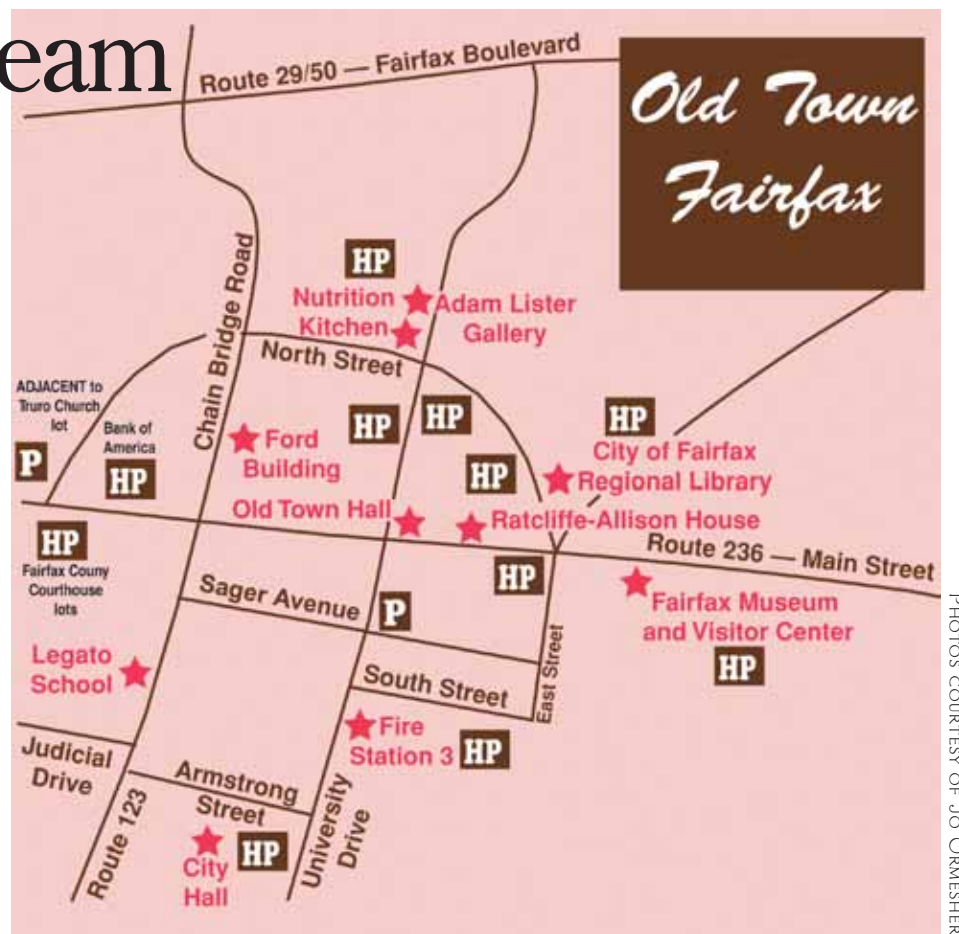 eam
Route 29/50 — Fairfax Boulevard
Old Town
Fairfax
Chain Bridge Road
HP
Nutrition
Kitchen
Adam Lister
Gallery
North Street
ADJACENT to
Truro Church
lot
P
Bank of
America
HP
Ford
Building
HP
HP
HP
HP
City of Fairfax
Regional Library
Old Town Hall
Ratcliffe-Allison House
Route 236 — Main Street
HP
Fairfax Couny
Courthouse
lots
HP
Sager Avenue
P
Fairfax Museum
and Visitor Center
HP
Legato
School
South Street
East Street
Fire
Station 3
HP
Judicial
Drive
Armstrong
Street
Route 123
University
Drive
City
Hall
HP
PHOTOS COURTESY OF JO ORMESHER